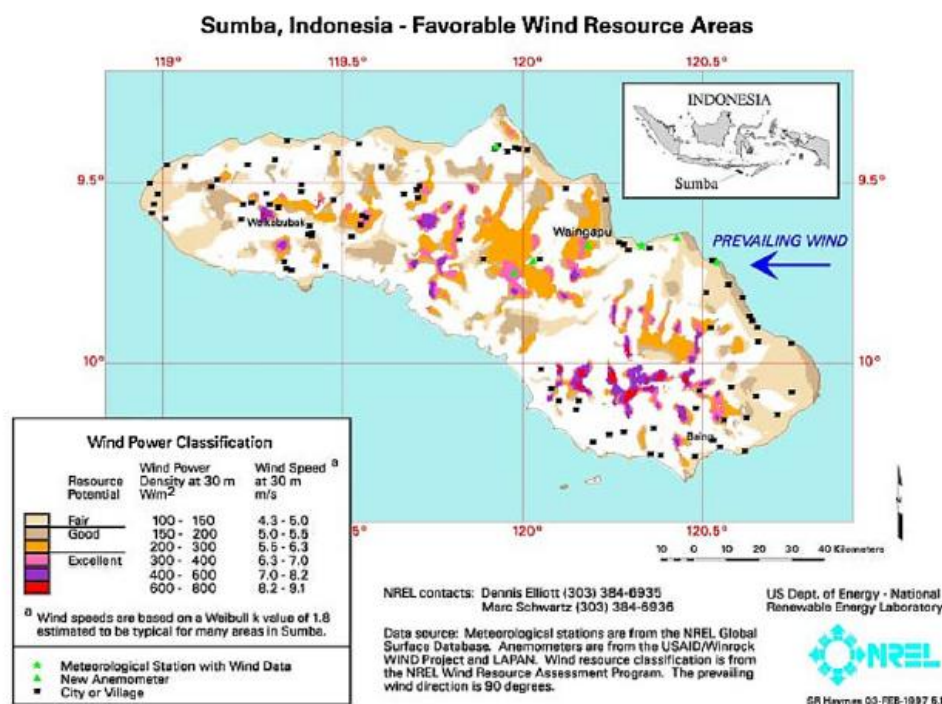 Sumba, Indonesia - Favorable Wind Resource Areas
119°
119.5°
120°
120.5°
INDONESIA
Sumba
9.5°
9.5°
Waikabubak
Waingapu
PREVAILING WIND
10°
10°
Baing
120°
120.5°
Wind Power Classification
Resource Potential
Wind Power Density at 30 m W/m2
Wind Speed a at 30 m m/s
Fair 100 - 150 4.3 - 5.0
Good 150 - 200 5.0 - 5.5
200 - 300 5.5 - 6.3
Excellent 300 - 400 6.3 - 7.0
400 - 600 7.0 - 8.2
600 - 800 8.2 - 9.1
a Wind speeds are based on a Weibull k value of 1.8
estimated to be typical for many areas in Sumba.
Meteorological Station with Wind Data
New Anemometer
City or Village
10 0 10 20 30 40 Kilometers
NREL contacts: Dennis Elliott (303) 384-6935
Marc Schwartz (303) 384-6936
Data source: Meteorological stations are from the NREL Global
Surface Database. Anemometers are from the USAID/Winrock
WIND Project and LAPAN. Wind resource classification is from
the NREL Wind Resource Assessment Program. The prevailing
wind direction is 90 degrees.
US Dept. of Energy - National
Renewable Energy Laboratory
NREL
03-FEB-1997